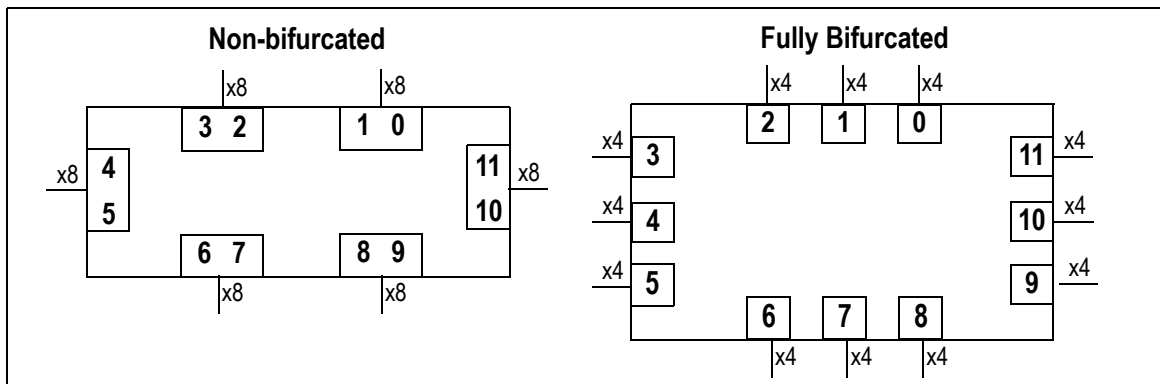 Non-bifurcated
x8 x8
3 2 1 0
x8 4 5
11 10 x8
6 7 8 9
x8 x8
Fully Bifurcated
x4 x4 x4
2 1 0
x4 3 11 x4
x4 4 10 x4
x4 5 9 x4
6 7 8
x4 x4 x4